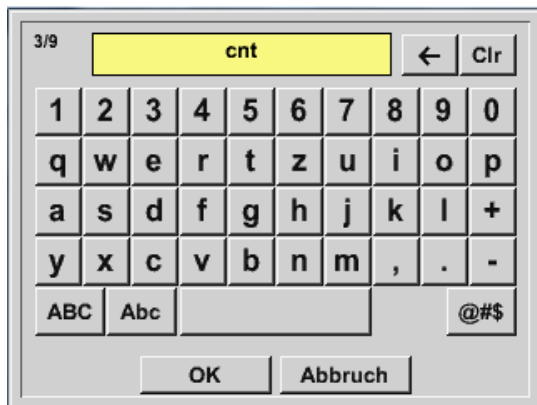 3/9 cnt ← Clr
1 2 3 4 5 6 7 8 9 0
q w e r t z u i o p
a s d f g h j k l +
y x c v b n m , . -
ABC Abc @#$
OK Abbruch